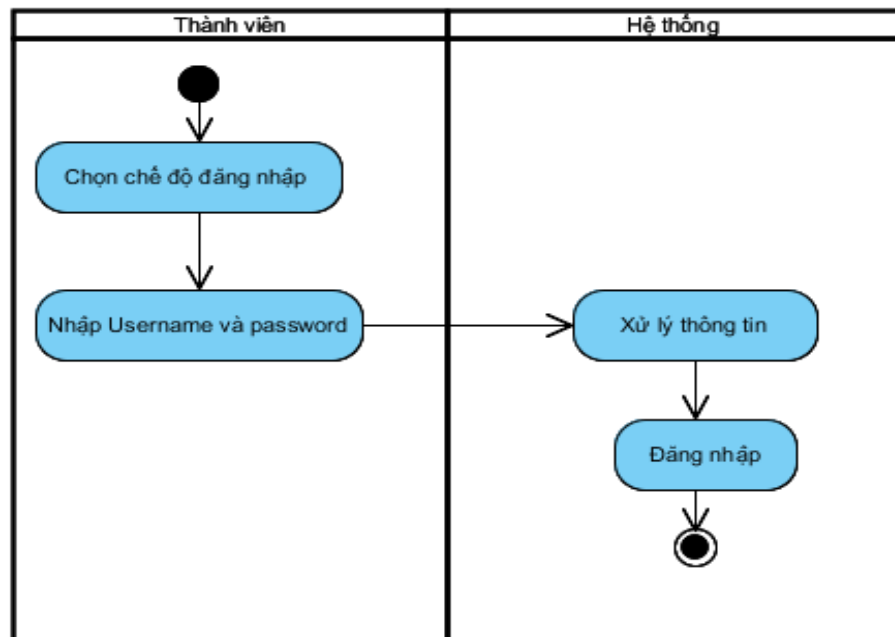 Thành viên
Hệ thống
Chọn chế độ đăng nhập
Nhập Username và password
Xử lý thông tin
Đăng nhập